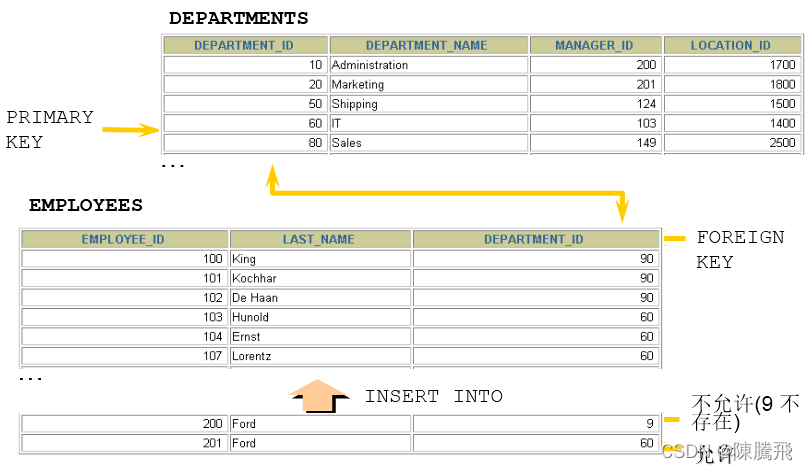 DEPARTMENTS
DEPARTMENT_ID DEPARTMENT_NAME MANAGER_ID LOCATION_ID
10 Administration 200 1700
20 Marketing 201 1800
50 Shipping 124 1500
60 IT 103 1400
80 Sales 149 2500
...
PRIMARY
KEY
EMPLOYEES
EMPLOYEE_ID LAST_NAME DEPARTMENT_ID
100 King 90
101 Kochhar 90
102 De Haan 90
103 Hunold 60
104 Ernst 60
107 Lorentz 60
...
FOREIGN
KEY
INSERT INTO
200 Ford 9
201 Ford 60
不允许(9 不
存在)
允许
CSDN @陳騰飛